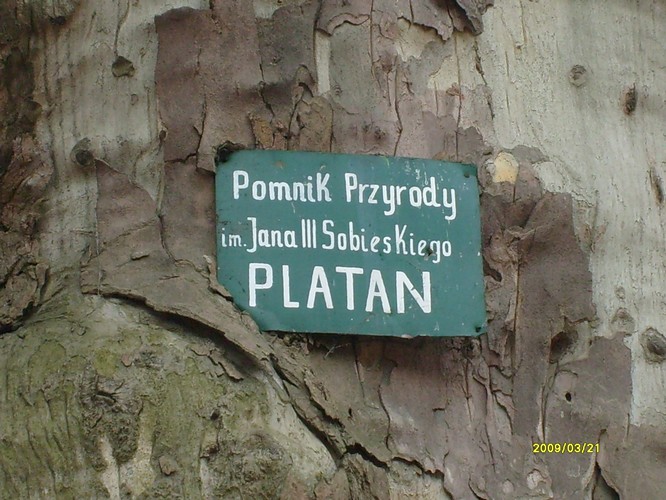 Pomnik Przyrody
im. Jana III Sobieskiego
PLATAN
2009/03/21